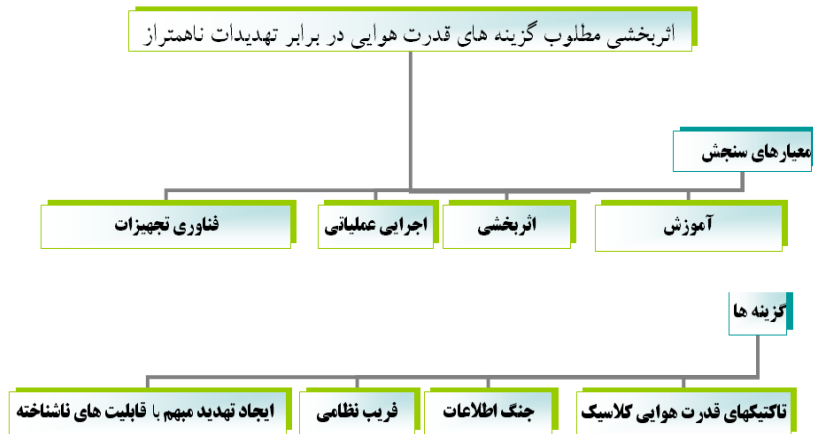 اثربخشی مطلوب گزینه های قدرت هوایی در برابر تهدیدات ناهمتراز
معیارهای سنجش
آموزش
اثربخشی
اجرایی عملیاتی
فناوری تجهیزات
گزینه ها
تاکتیکهای قدرت هوایی کلاسیک
جنگ اطلاعات
فریب نظامی
ایجاد تهدید مبهم با قابلیت های ناشناخته